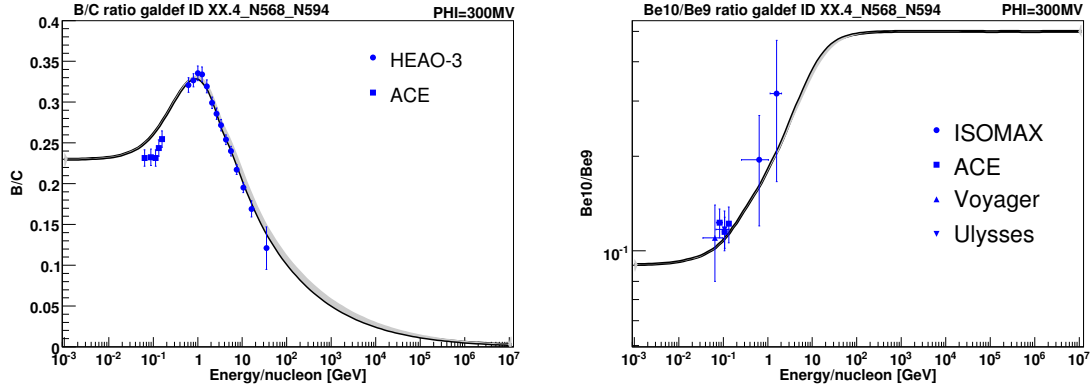 B/C ratio galdef ID XX.4_N568_N594 PHI=300MV
B/C
0.4
0.35
0.3
0.25
0.2
0.15
0.1
0.05
0
HEAO-3
ACE
10-3 10-2 10-1 1 10 102 103 104 105 106 107
Energy/nucleon [GeV]
Be10/Be9 ratio galdef ID XX.4_N568_N594 PHI=300MV
Be10/Be9
10-1
ISOMAX
ACE
Voyager
Ulysses
10-3 10-2 10-1 1 10 102 103 104 105 106 107
Energy/nucleon [GeV]